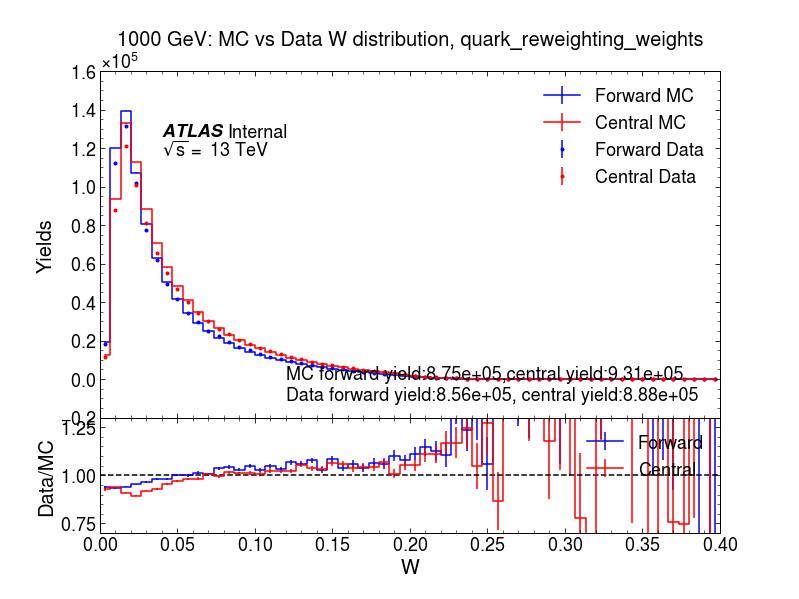 1000 GeV: MC vs Data W distribution, quark_reweighting_weights
×10⁵
1.6
1.4
1.2
1.0
0.8
0.6
0.4
0.2
0.0
0.2
Yields
ATLAS Internal
√s = 13 TeV
Forward MC
Central MC
Forward Data
Central Data
MC forward yield:8.75e+05 central yield:9.31e+05
Data forward yield:8.56e+05, central yield:8.88e+05
1.25
1.00
0.75
Data/MC
Forward
Central
0.00 0.05 0.10 0.15 0.20 0.25 0.30 0.35 0.40
W